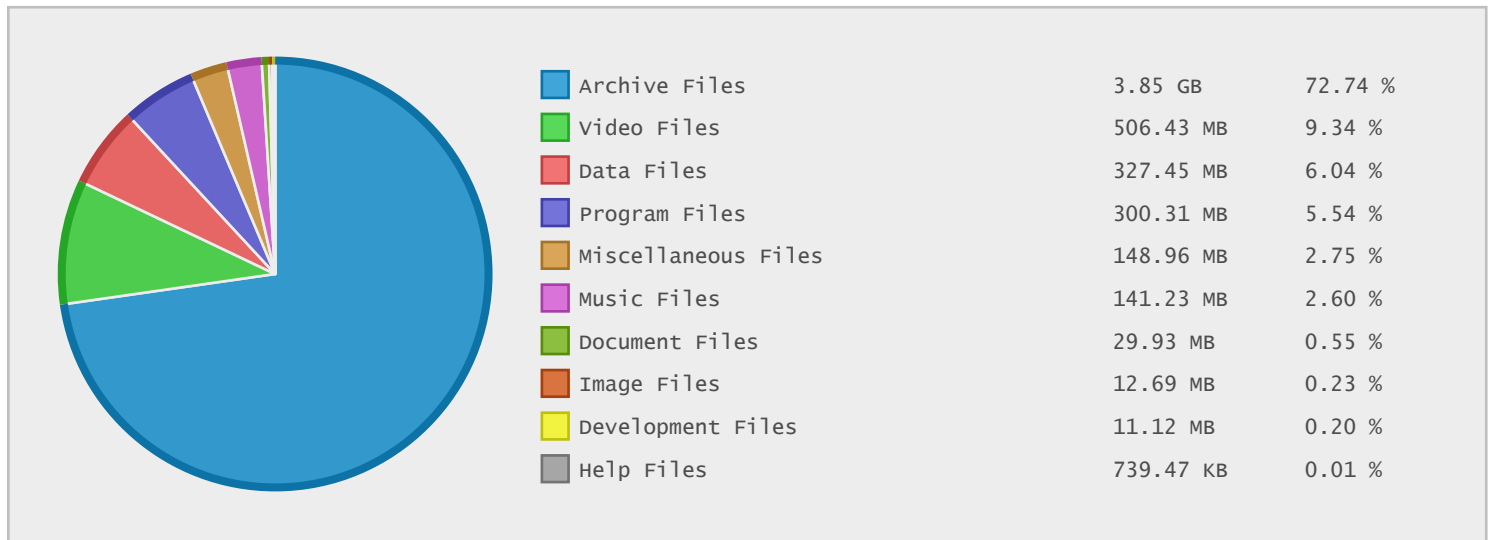 Archive Files 3.85 GB 72.74 %
Video Files 506.43 MB 9.34 %
Data Files 327.45 MB 6.04 %
Program Files 300.31 MB 5.54 %
Miscellaneous Files 148.96 MB 2.75 %
Music Files 141.23 MB 2.60 %
Document Files 29.93 MB 0.55 %
Image Files 12.69 MB 0.23 %
Development Files 11.12 MB 0.20 %
Help Files 739.47 KB 0.01 %